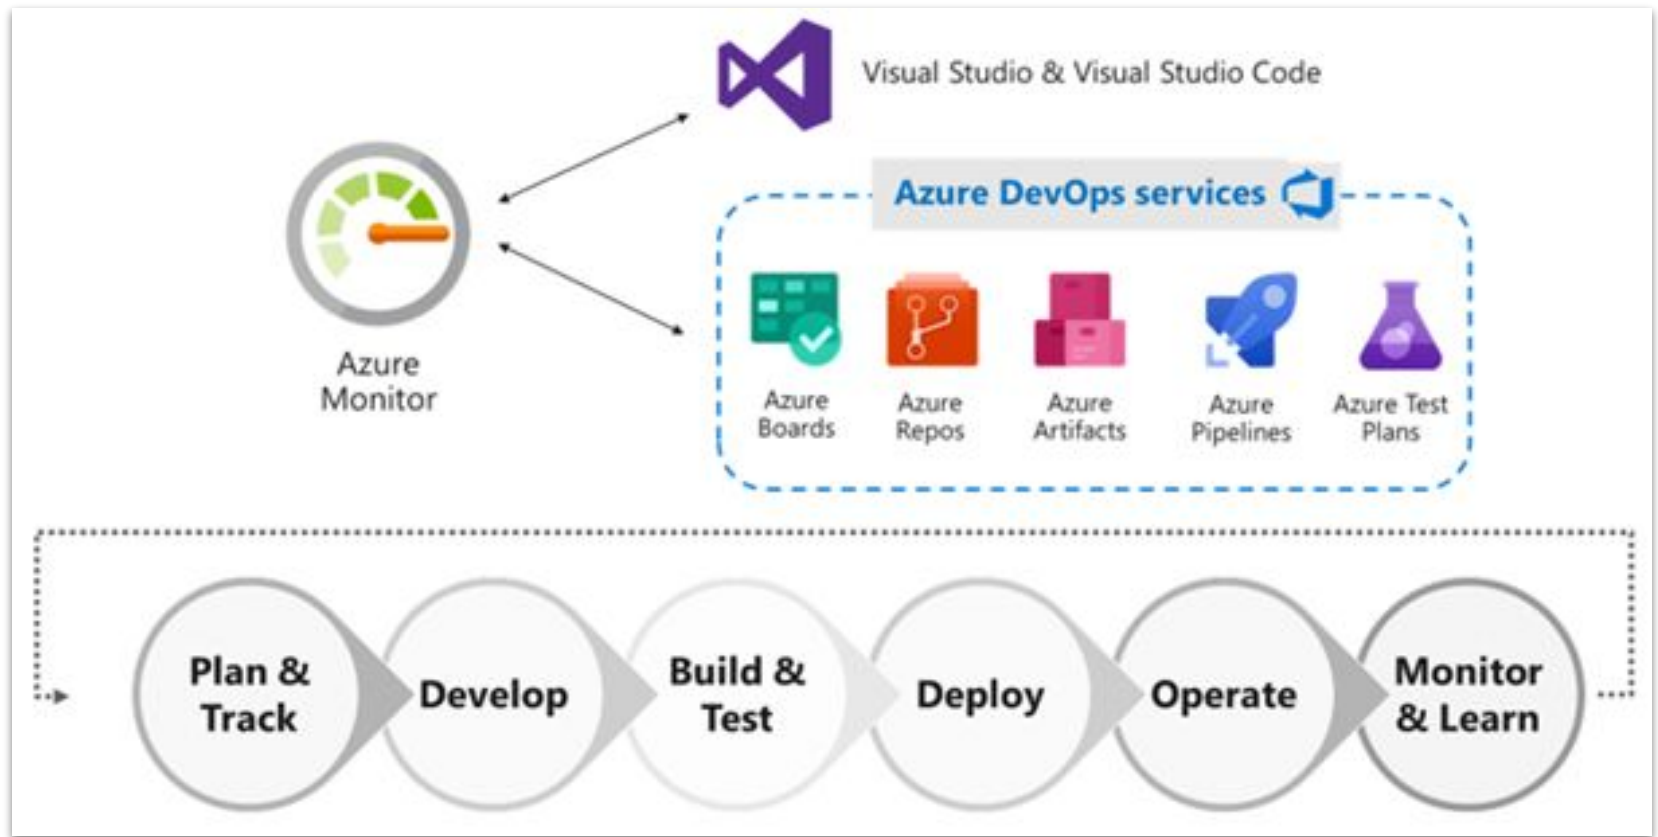 Visual Studio & Visual Studio Code
Azure DevOps services
Azure
Monitor
Azure
Boards
Azure
Repos
Azure
Artifacts
Azure
Pipelines
Azure Test
Plans
Plan &
Track
Develop
Build &
Test
Deploy
Operate
Monitor
& Learn